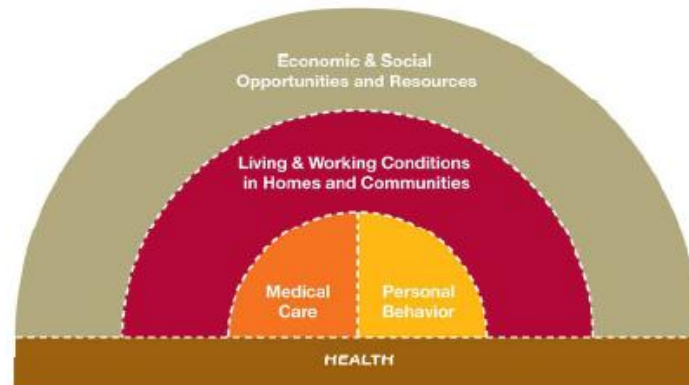 Economic & Social
Opportunities and Resources
Living & Working Conditions
in Homes and Communities
Medical
Care
Personal
Behavior
HEALTH